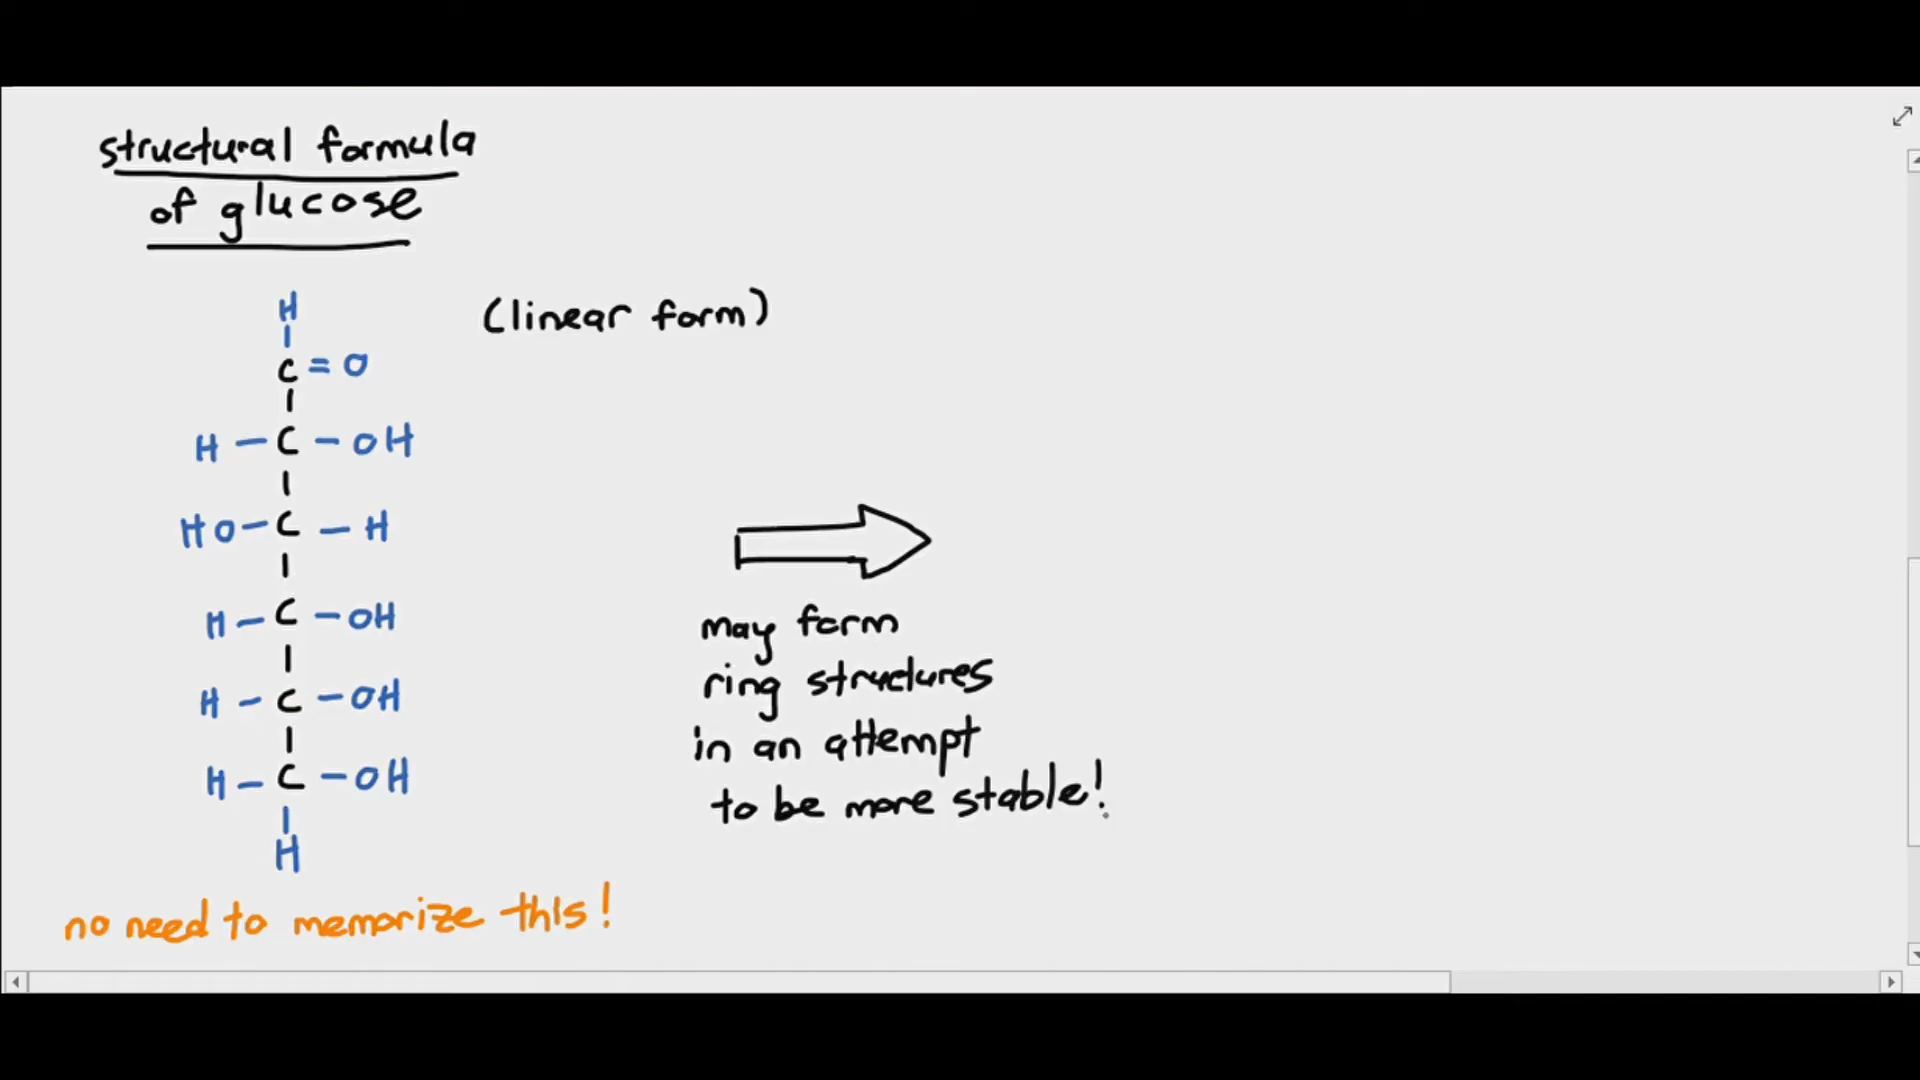 structural formula
of glucose
(linear form)
H
C = O
H - C - OH
HO - C - H
H - C - OH
H - C - OH
H - C - OH
H
may form
ring structures
in an attempt
to be more stable!
no need to memorize this!